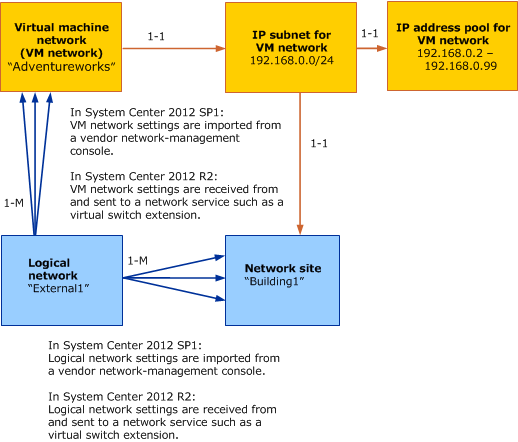 Virtual machine
network
(VM network)
"Adventureworks"
1-1
IP subnet for
VM network
192.168.0.0/24
1-1
IP address pool for
VM network
192.168.0.2 –
192.168.0.99
In System Center 2012 SP1:
VM network settings are imported from
a vendor network-management
console.
In System Center 2012 R2:
VM network settings are received from
and sent to a network service such as a
virtual switch extension.
1-1
1-M
Logical
network
"External1"
1-M
Network site
"Building1"
In System Center 2012 SP1:
Logical network settings are imported from
a vendor network-management console.
In System Center 2012 R2:
Logical network settings are received from
and sent to a network service such as a
virtual switch extension.